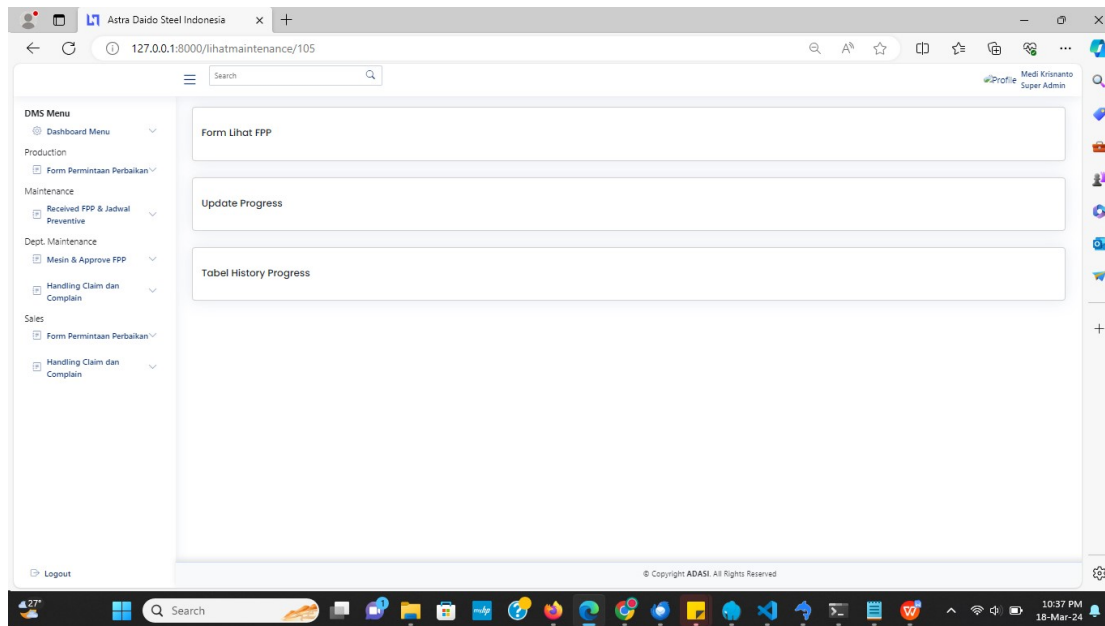 Astra Daido Steel Indonesia
127.0.0.1:8000/lihatmaintenance/105
Search
Profile
Medi Krisnanto
Super Admin
DMS Menu
Dashboard Menu
Production
Form Permintaan Perbaikan
Maintenance
Received FPP & Jadwal
Preventive
Dept. Maintenance
Mesin & Approve FPP
Handling Claim dan
Complain
Sales
Form Permintaan Perbaikan
Handling Claim dan
Complain
Logout
Form Lihat FPP
Update Progress
Tabel History Progress
© Copyright ADASI. All Rights Reserved
27°
Search
10:37 PM
18-Mar-24